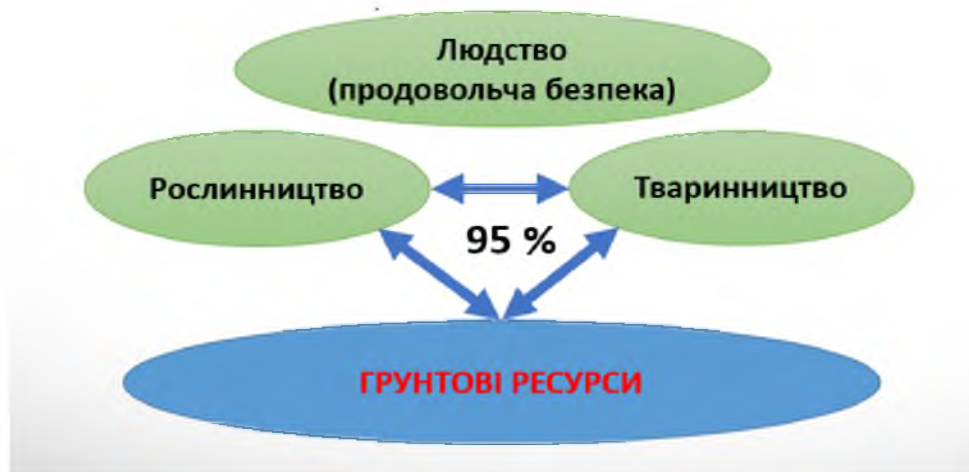 Людство
(продовольча безпека)
Рослинництво
Тваринництво
95 %
ГРУНТОВІ РЕСУРСИ